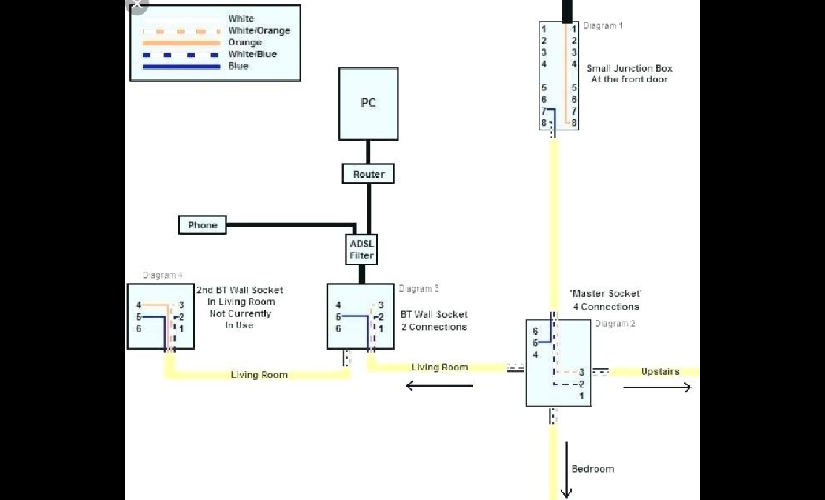 White
White/Orange
Orange
White/Blue
Blue
Diagram 1
1 1
2 2
3 3
4 4
5 5
6 6
7 7
8 8
Small Junction Box
At the front door
PC
Router
Phone
ADSL
Filter
Diagram 4
4 3
5 2
6 1
2nd BT Wall Socket
In Living Room
Not Currently
In Use
Diagram 3
4 3
5 2
6 1
BT Wall Socket
2 Connections
'Master Socket'
4 Connections
Diagram 2
6
5
4
3
2
1
Living Room
Living Room
Upstairs
Bedroom